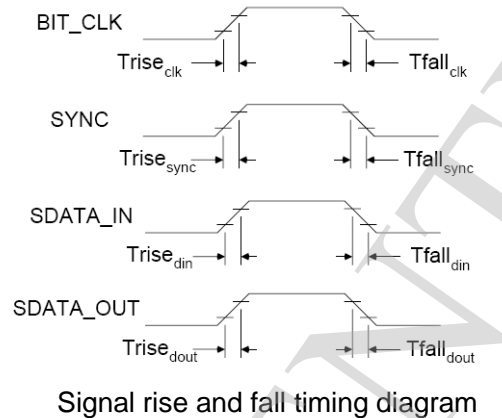 BIT_CLK
Trise_clk Tfall_clk
SYNC
Trise_sync Tfall_sync
SDATA_IN
Trise_din Tfall_din
SDATA_OUT
Trise_dout Tfall_dout
Signal rise and fall timing diagram